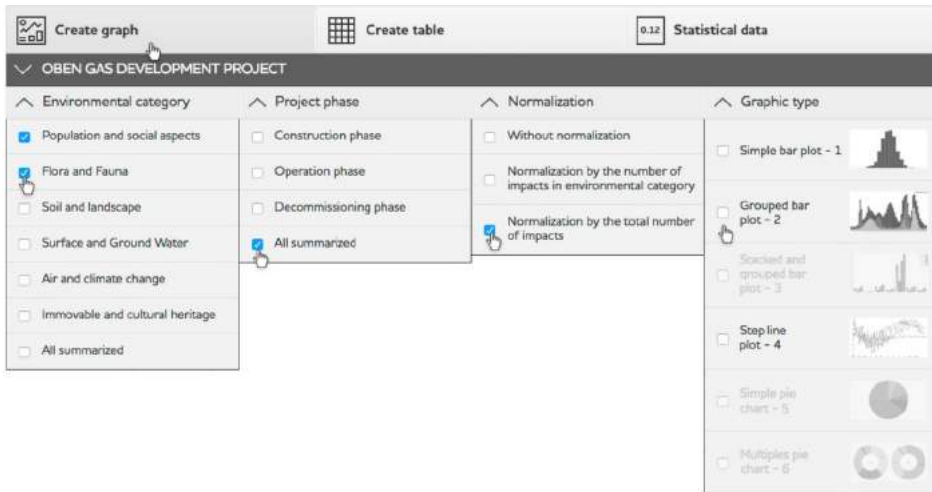 Create graph
Create table
0.12 Statistical data
OBEN GAS DEVELOPMENT PROJECT
Environmental category
Population and social aspects
Flora and Fauna
Soil and landscape
Surface and Ground Water
Air and climate change
Immovable and cultural heritage
All summarized
Project phase
Construction phase
Operation phase
Decommissioning phase
All summarized
Normalization
Without normalization
Normalization by the number of
impacts in environmental category
Normalization by the total number
of impacts
Graphic type
Simple bar plot - 1
Grouped bar
plot - 2
Stacked and
grouped bar
plot - 3
Step line
plot - 4
Simple pie
chart - 5
Multiples pie
chart - 6